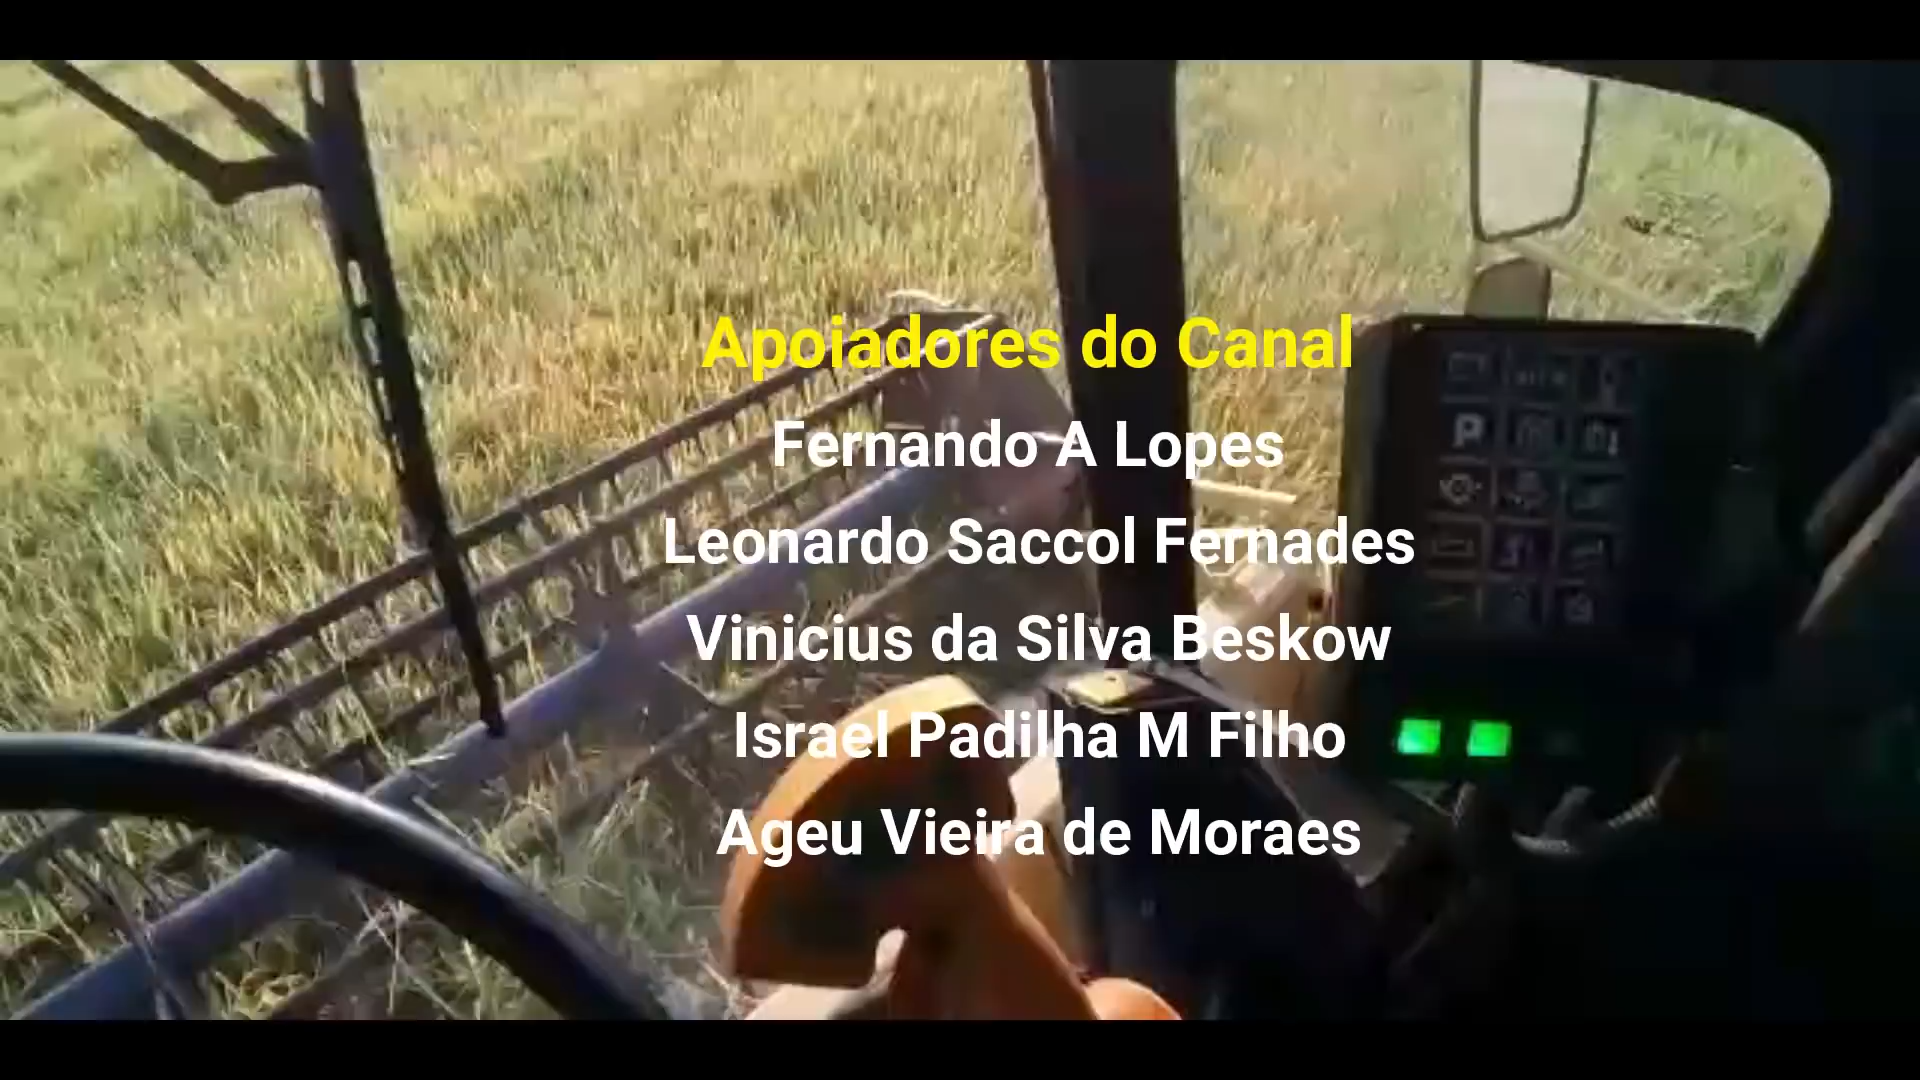 Apoiadores do Canal
Fernando A Lopes
Leonardo Saccol Fernades
Vinicius da Silva Beskow
Israel Padilha M Filho
Ageu Vieira de Moraes
P